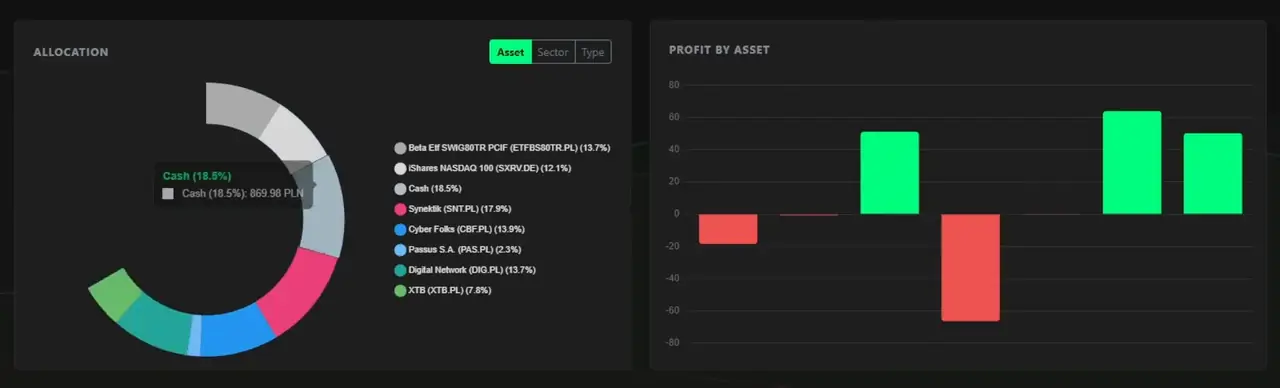 ALLOCATION
Asset Sector Type
Cash (18.5%)
Cash (18.5%): 869.98 PLN
Beta Etf SWIG80TR PCIF (ETFBS80TR.PL) (13.7%)
iShares NASDAQ 100 (SXRV.DE) (12.1%)
Cash (18.5%)
Synektik (SNT.PL) (17.9%)
Cyber Folks (CBF.PL) (13.9%)
Passus S.A. (PAS.PL) (2.3%)
Digital Network (DIG.PL) (13.7%)
XTB (XTB.PL) (7.8%)
PROFIT BY ASSET
80
60
40
20
0
-20
-40
-60
-80